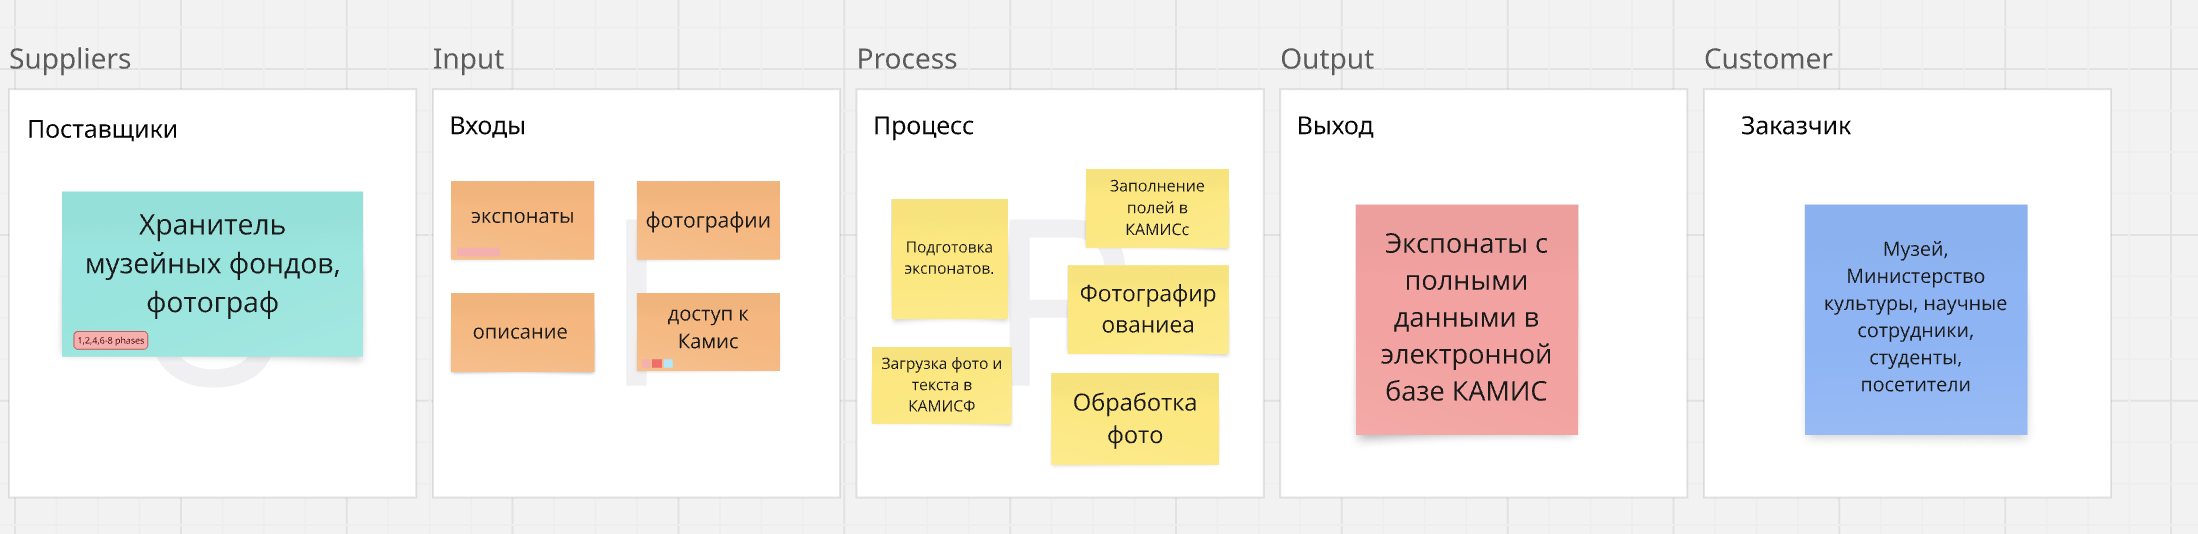 Suppliers
Поставщики
Хранитель
музейных фондов,
фотограф
1,2,4,6-8 phases
Input
Входы
экспонаты
фотографии
описание
доступ к
Камис
Process
Процесс
Подготовка
экспонатов.
Заполнение
полей в
КАМИСс
Фотографир
ованиеа
Загрузка фото и
текста в
КАМИСФ
Обработка
фото
Output
Выход
Экспонаты с
полными
данными в
электронной
базе КАМИС
Customer
Заказчик
Музей,
Министерство
культуры, научные
сотрудники,
студенты,
посетители